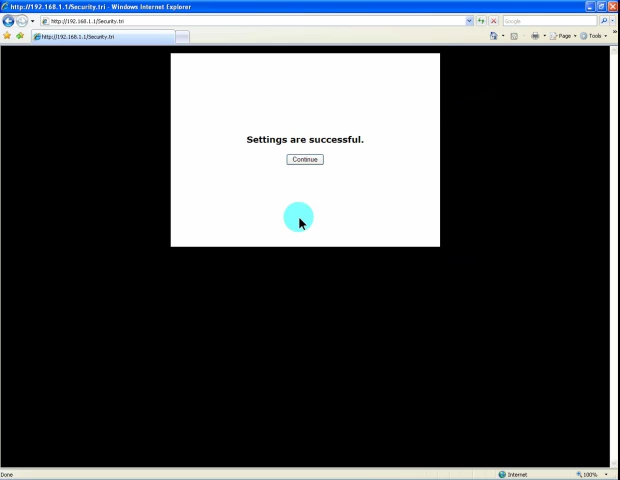 http://192.168.1.1/Security.tri - Windows Internet Explorer
http://192.168.1.1/Security.tri
Google
http://192.168.1.1/Security.tri
Page
Tools
Settings are successful.
Continue
Done
Internet
100%